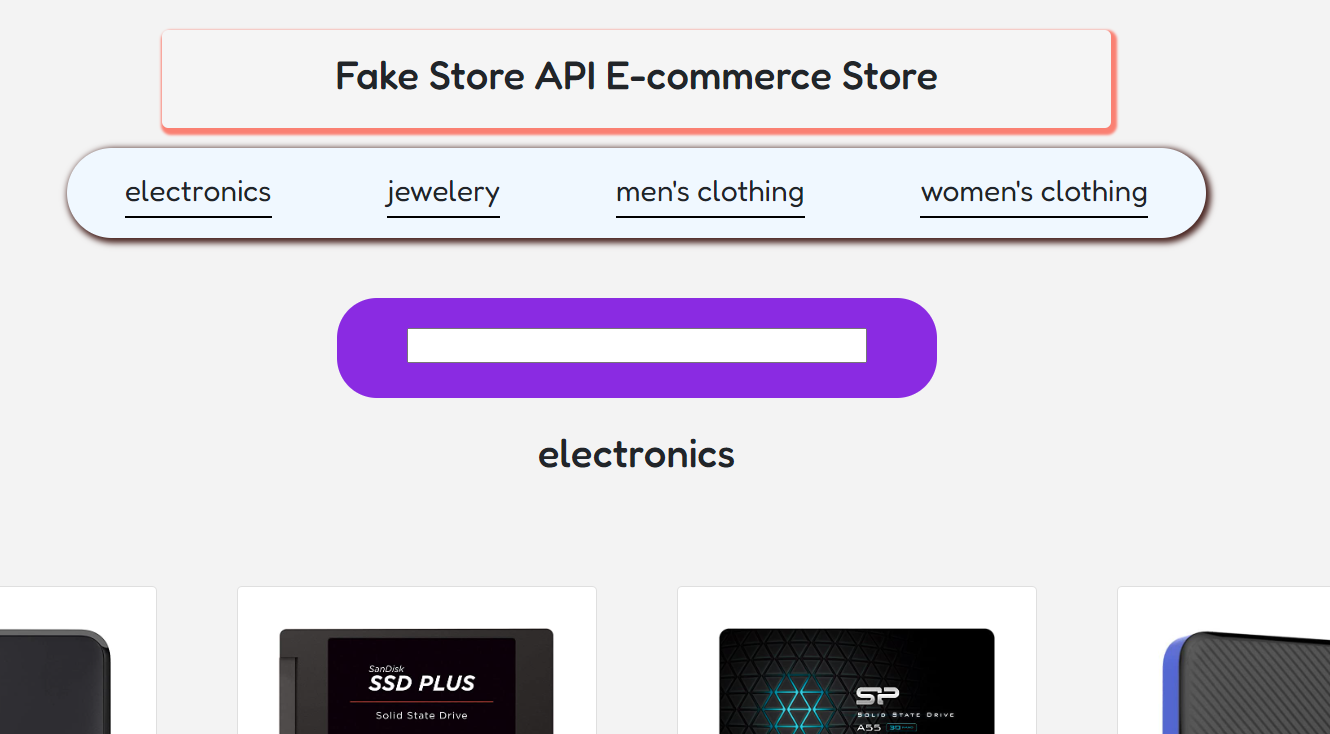 Fake Store API E-commerce Store
electronics jewelery men's clothing women's clothing
electronics
SanDisk
SSD PLUS
Solid State Drive
SP
SOLID STATE DRIVE
A55 3D